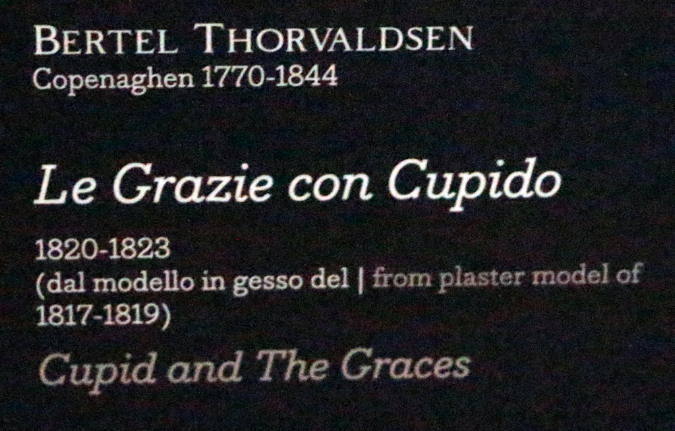 BERTEL THORVALDSEN
Copenaghen 1770-1844
Le Grazie con Cupido
1820-1823
(dal modello in gesso del | from plaster model of
1817-1819)
Cupid and The Graces